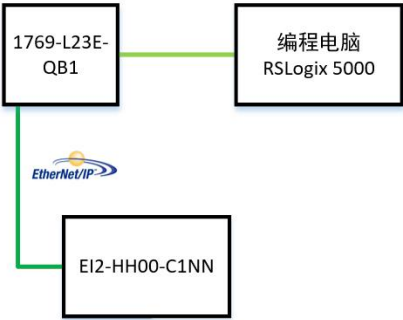 1769-L23E-
QB1
编程电脑
RSLogix 5000
EtherNet/IP
EI2-HH00-C1NN